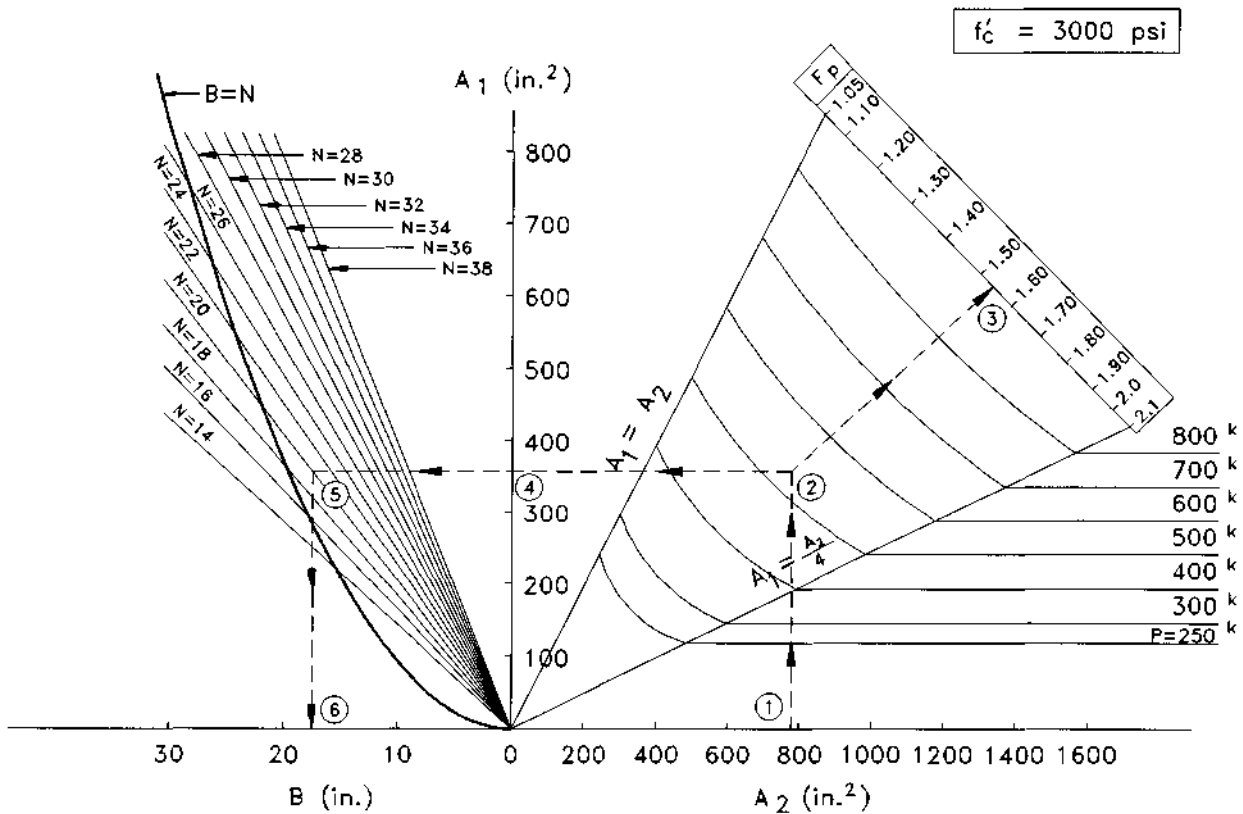 f'c = 3000 psi
A1 (in.²)
B=N
Fp
1.05
1.10
1.20
1.30
1.40
1.50
1.60
1.70
1.80
1.90
2.0
2.1
N=28
N=30
N=32
N=34
N=36
N=38
N=24
N=26
N=22
N=20
N=18
N=16
N=14
800
700
600
500
400
300
200
100
A1 = A2
A1 = A2/4
800 k
700 k
600 k
500 k
400 k
300 k
P=250 k
1
2
3
4
5
6
30 20 10 0 200 400 600 800 1000 1200 1400 1600
B (in.)
A2 (in.²)